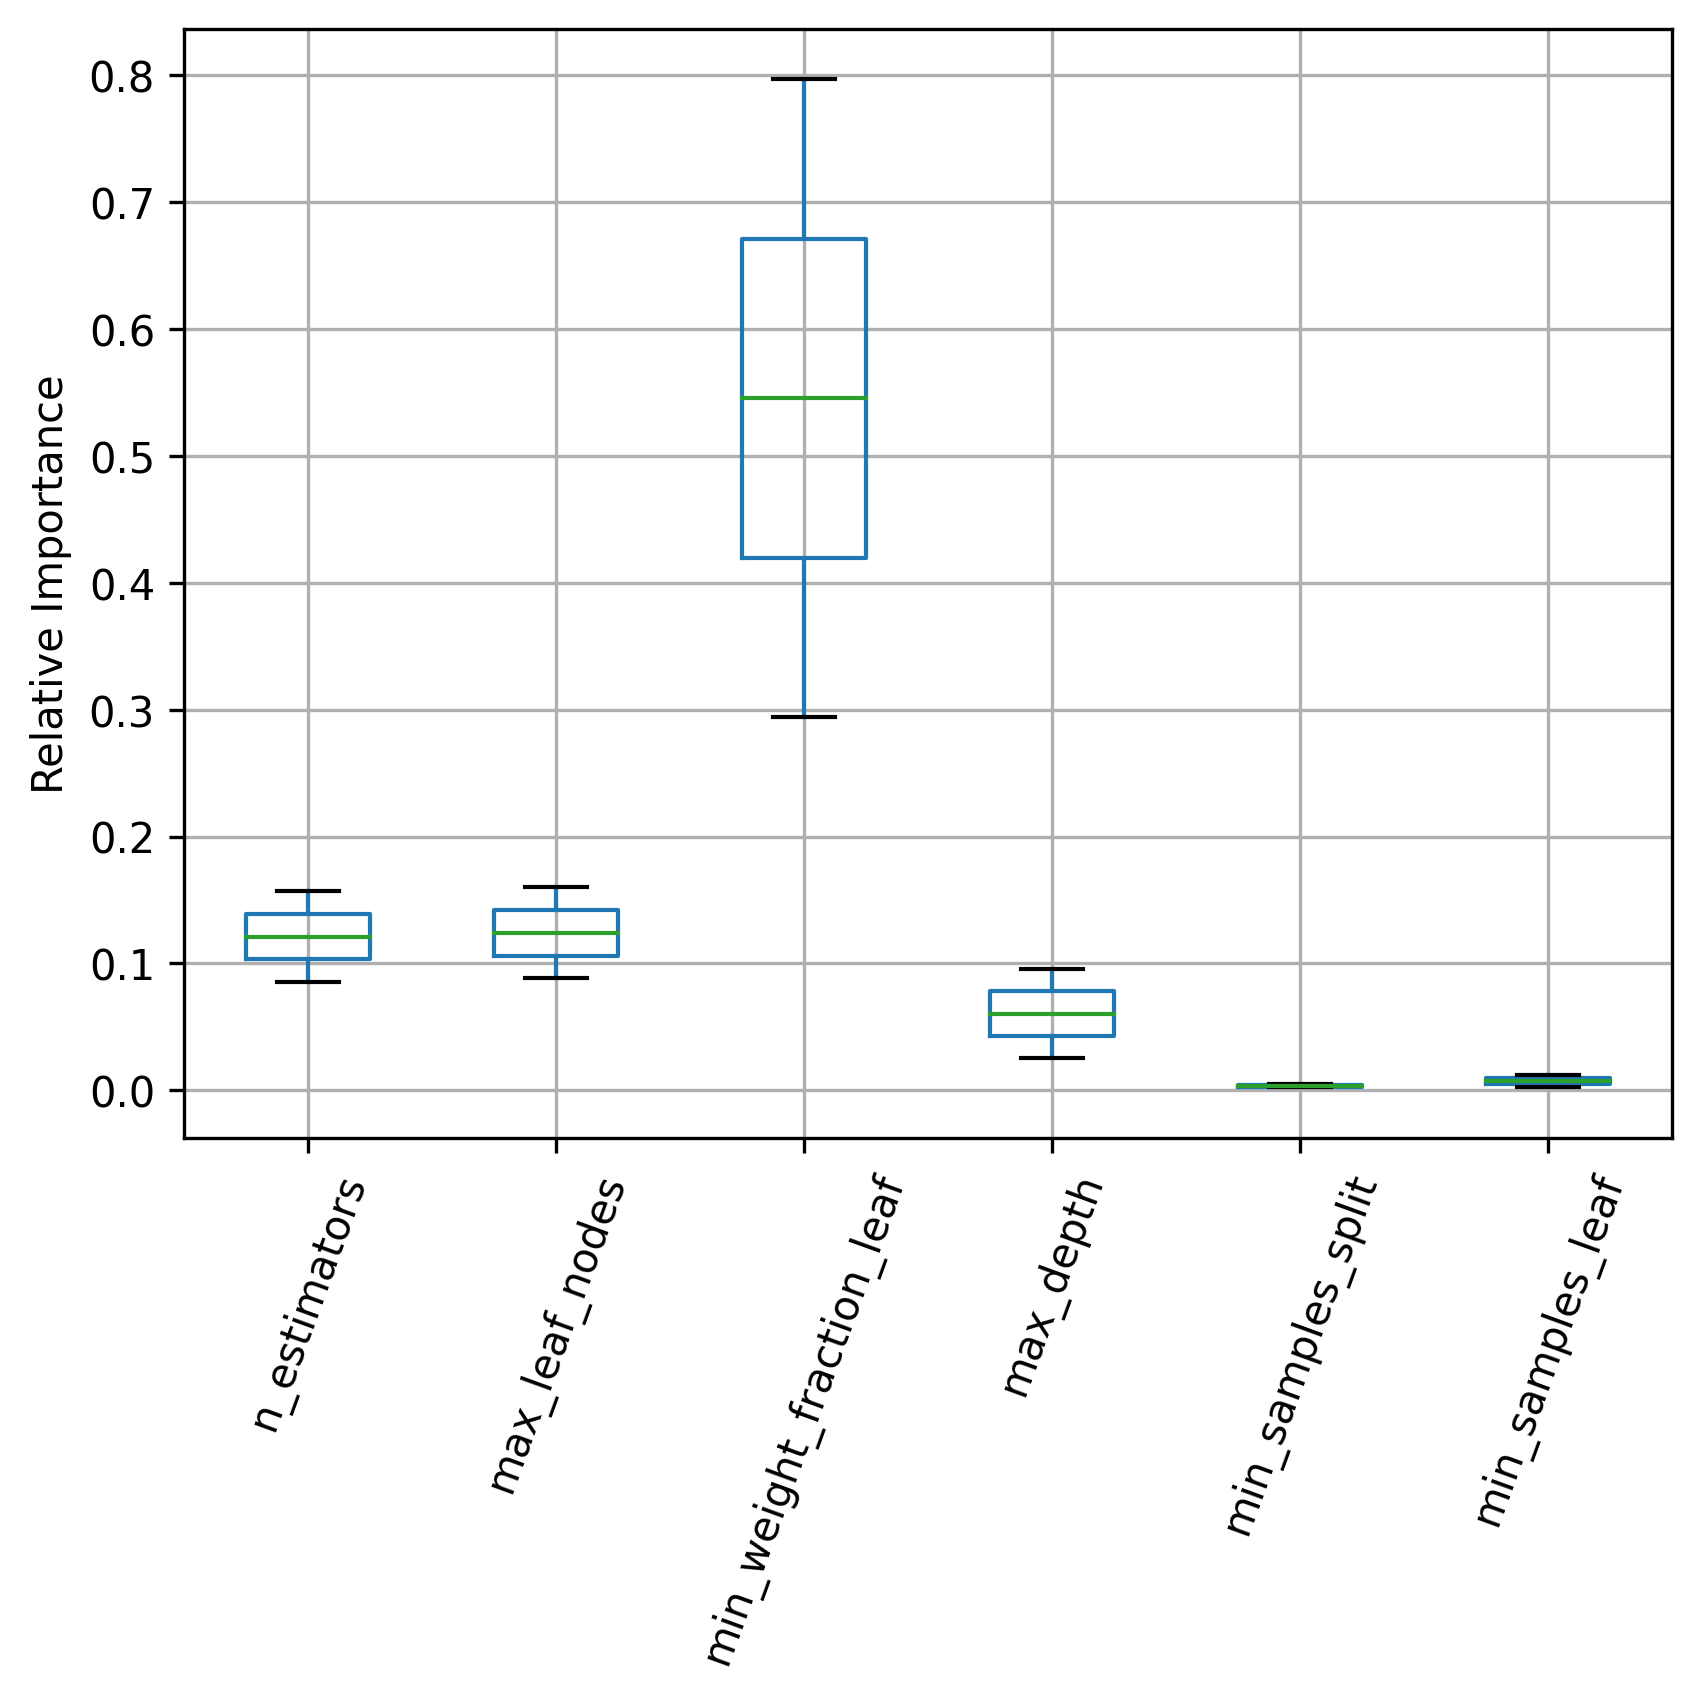 Relative Importance
0.8
0.7
0.6
0.5
0.4
0.3
0.2
0.1
0.0
n_estimators
max_leaf_nodes
min_weight_fraction_leaf
max_depth
min_samples_split
min_samples_leaf